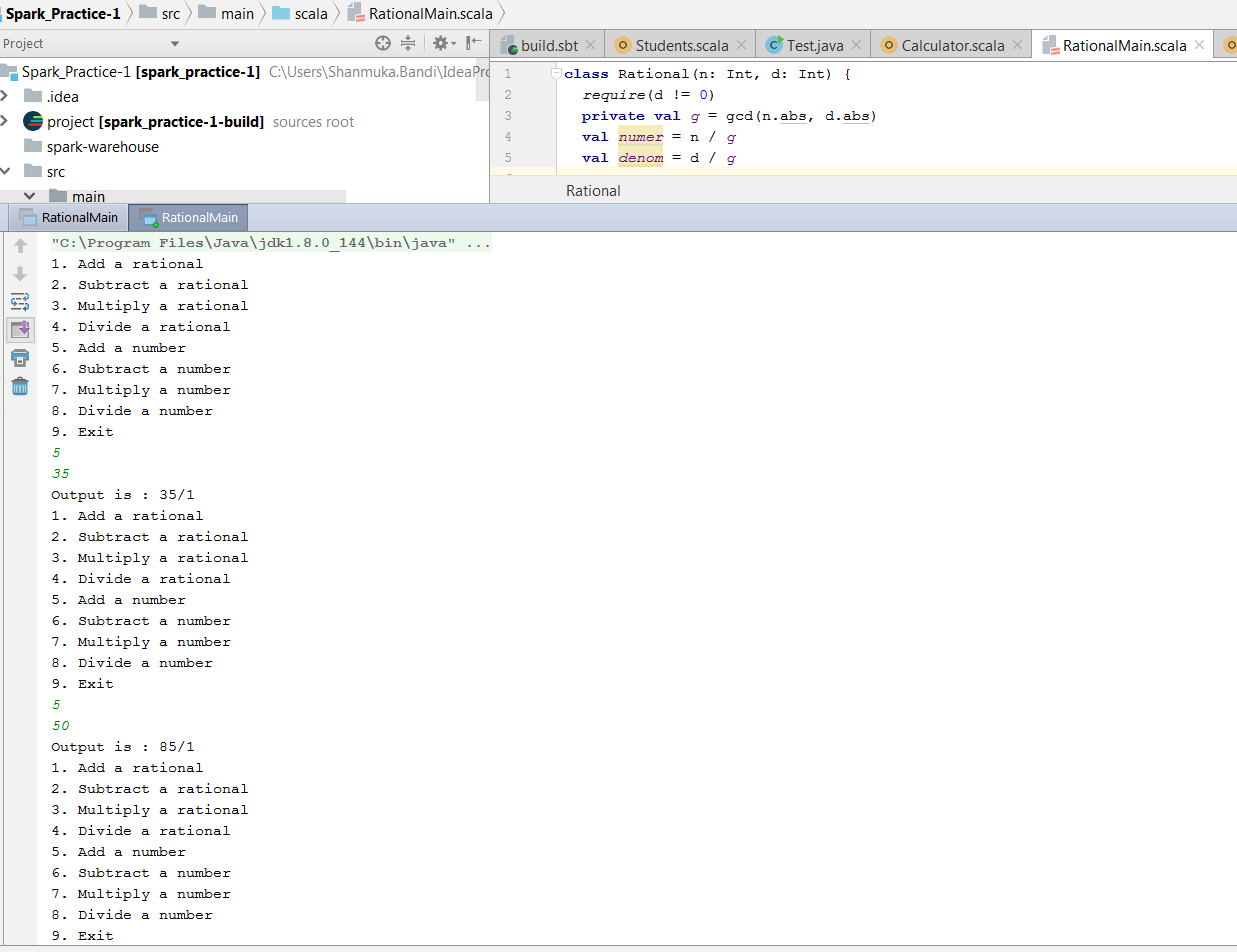 Spark_Practice-1 src main scala RationalMain.scala
Project
build.sbt Students.scala Test.java Calculator.scala RationalMain.scala
Spark_Practice-1 [spark_practice-1] C:\Users\Shanmuka.Bandi\IdeaPro
.idea
project [spark_practice-1-build] sources root
spark-warehouse
src
main
1 class Rational(n: Int, d: Int) {
2 require(d != 0)
3 private val g = gcd(n.abs, d.abs)
4 val numer = n / g
5 val denom = d / g
Rational
RationalMain RationalMain
"C:\Program Files\Java\jdk1.8.0_144\bin\java" ...
1. Add a rational
2. Subtract a rational
3. Multiply a rational
4. Divide a rational
5. Add a number
6. Subtract a number
7. Multiply a number
8. Divide a number
9. Exit
5
35
Output is : 35/1
1. Add a rational
2. Subtract a rational
3. Multiply a rational
4. Divide a rational
5. Add a number
6. Subtract a number
7. Multiply a number
8. Divide a number
9. Exit
5
50
Output is : 85/1
1. Add a rational
2. Subtract a rational
3. Multiply a rational
4. Divide a rational
5. Add a number
6. Subtract a number
7. Multiply a number
8. Divide a number
9. Exit